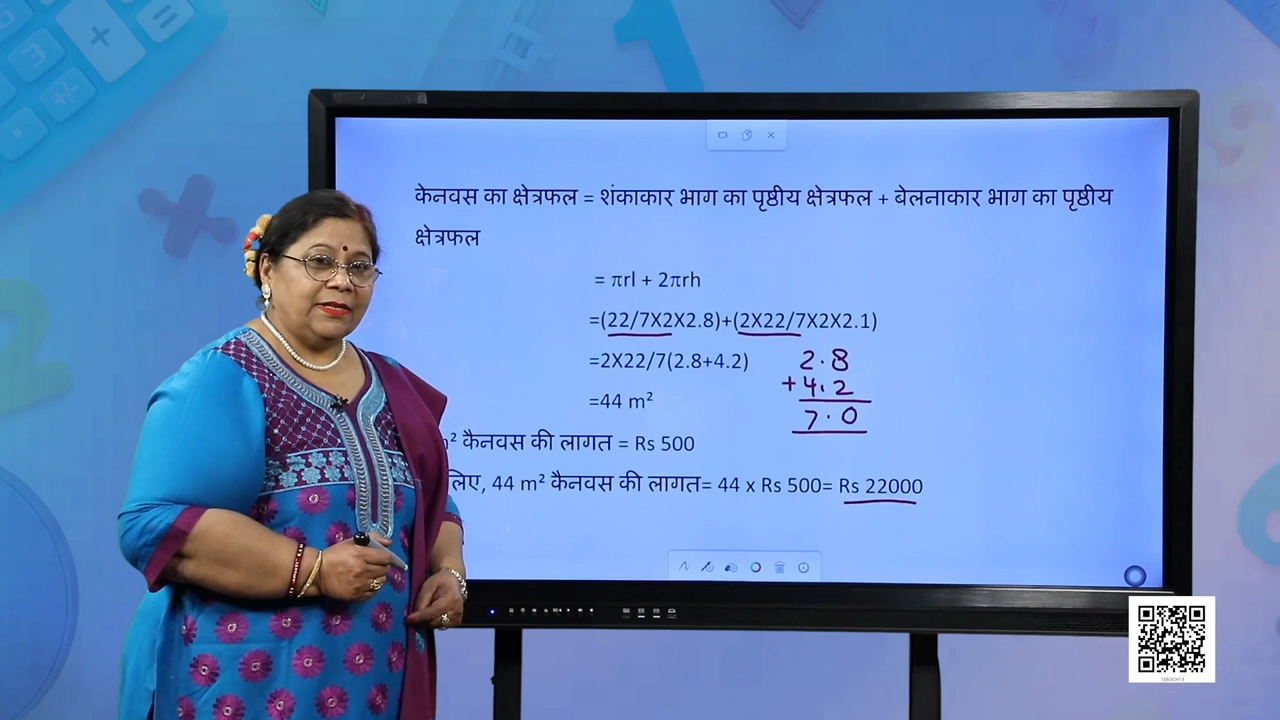 केनवस का क्षेत्रफल = शंकाकार भाग का पृष्ठीय क्षेत्रफल + बेलनाकार भाग का पृष्ठीय
क्षेत्रफल
= πrl + 2πrh
=(22/7X2X2.8)+(2X22/7X2X2.1)
=2X22/7(2.8+4.2)
2.8
+4.2
7.0
=44 m²
m² कैनवस की लागत = Rs 500
लिए, 44 m² कैनवस की लागत= 44 x Rs 500= Rs 22000